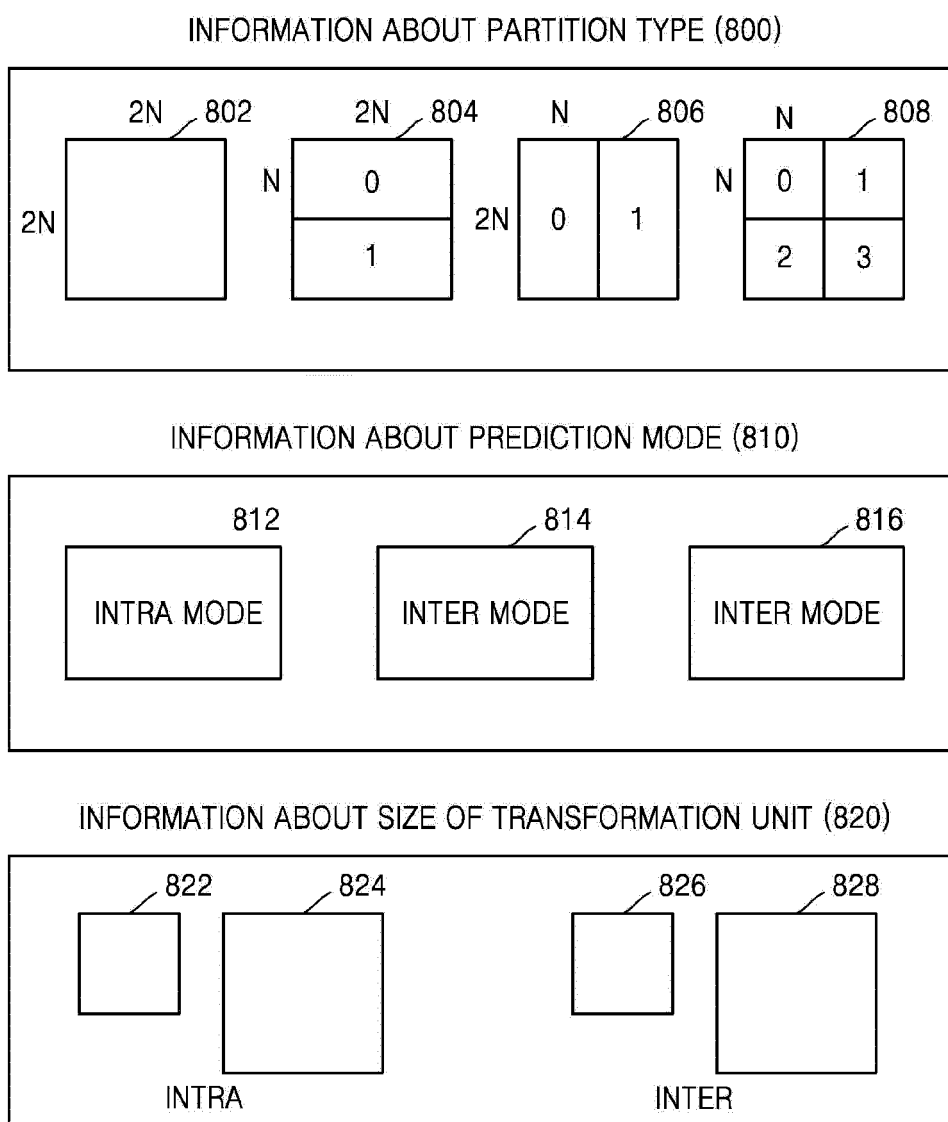 INFORMATION ABOUT PARTITION TYPE (800)
2N 802 2N 804 N 806 N 808
2N N 0 1 2N 0 1 N 0 1 2 3
INFORMATION ABOUT PREDICTION MODE (810)
812 814 816
INTRA MODE INTER MODE INTER MODE
INFORMATION ABOUT SIZE OF TRANSFORMATION UNIT (820)
822 824 826 828
INTRA INTER